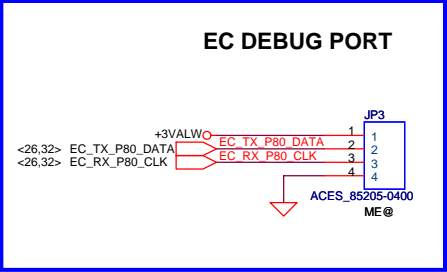 EC DEBUG PORT
JP3
+3VALW 1 1
<26,32> EC_TX_P80_DATA EC_TX_P80_DATA 2 2
<26,32> EC_RX_P80_CLK EC_RX_P80_CLK 3 3
4 4
ACES_85205-0400
ME@